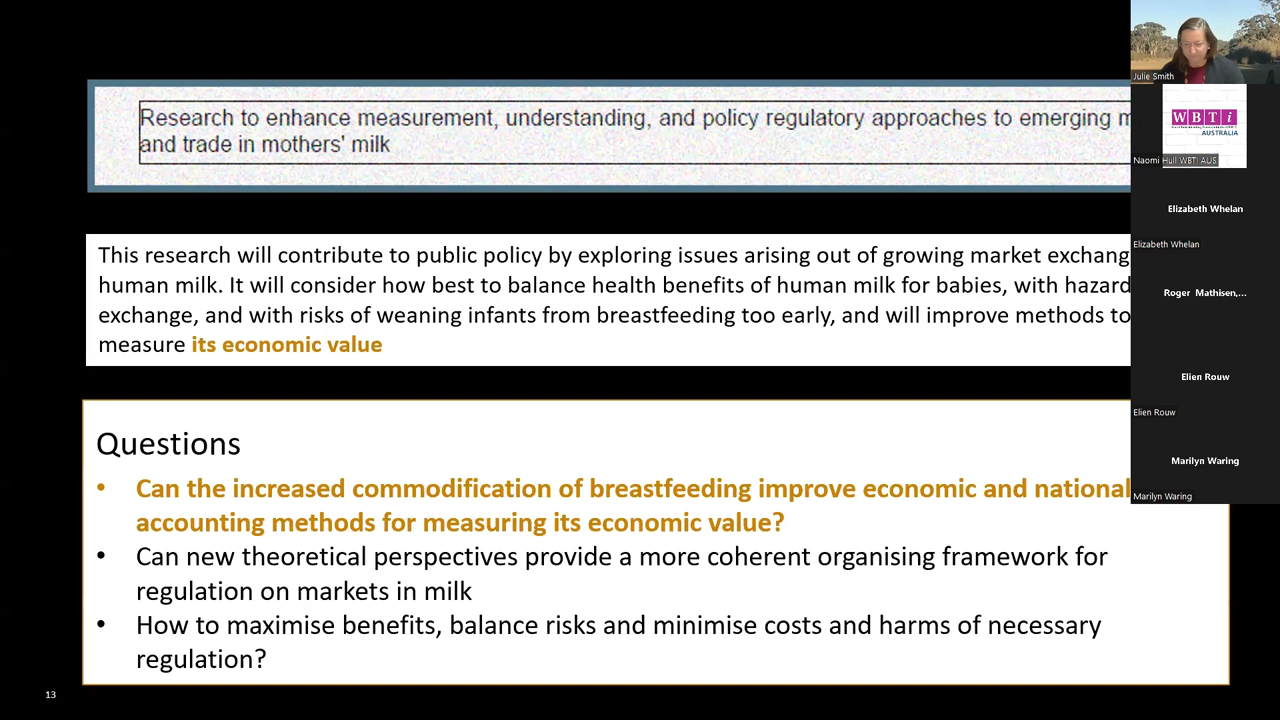 Research to enhance measurement, understanding, and policy regulatory approaches to emerging
and trade in mothers' milk
This research will contribute to public policy by exploring issues arising out of growing market exchang
human milk. It will consider how best to balance health benefits of human milk for babies, with hazard
exchange, and with risks of weaning infants from breastfeeding too early, and will improve methods to
measure its economic value
Questions
• Can the increased commodification of breastfeeding improve economic and national
accounting methods for measuring its economic value?
• Can new theoretical perspectives provide a more coherent organising framework for
regulation on markets in milk
• How to maximise benefits, balance risks and minimise costs and harms of necessary
regulation?
13
Julie Smith
WBTi
AUSTRALIA
Naomi Hull WBTI AUS
Elizabeth Whelan
Elizabeth Whelan
Roger Mathisen,...
Elien Rouw
Elien Rouw
Marilyn Waring
Marilyn Waring